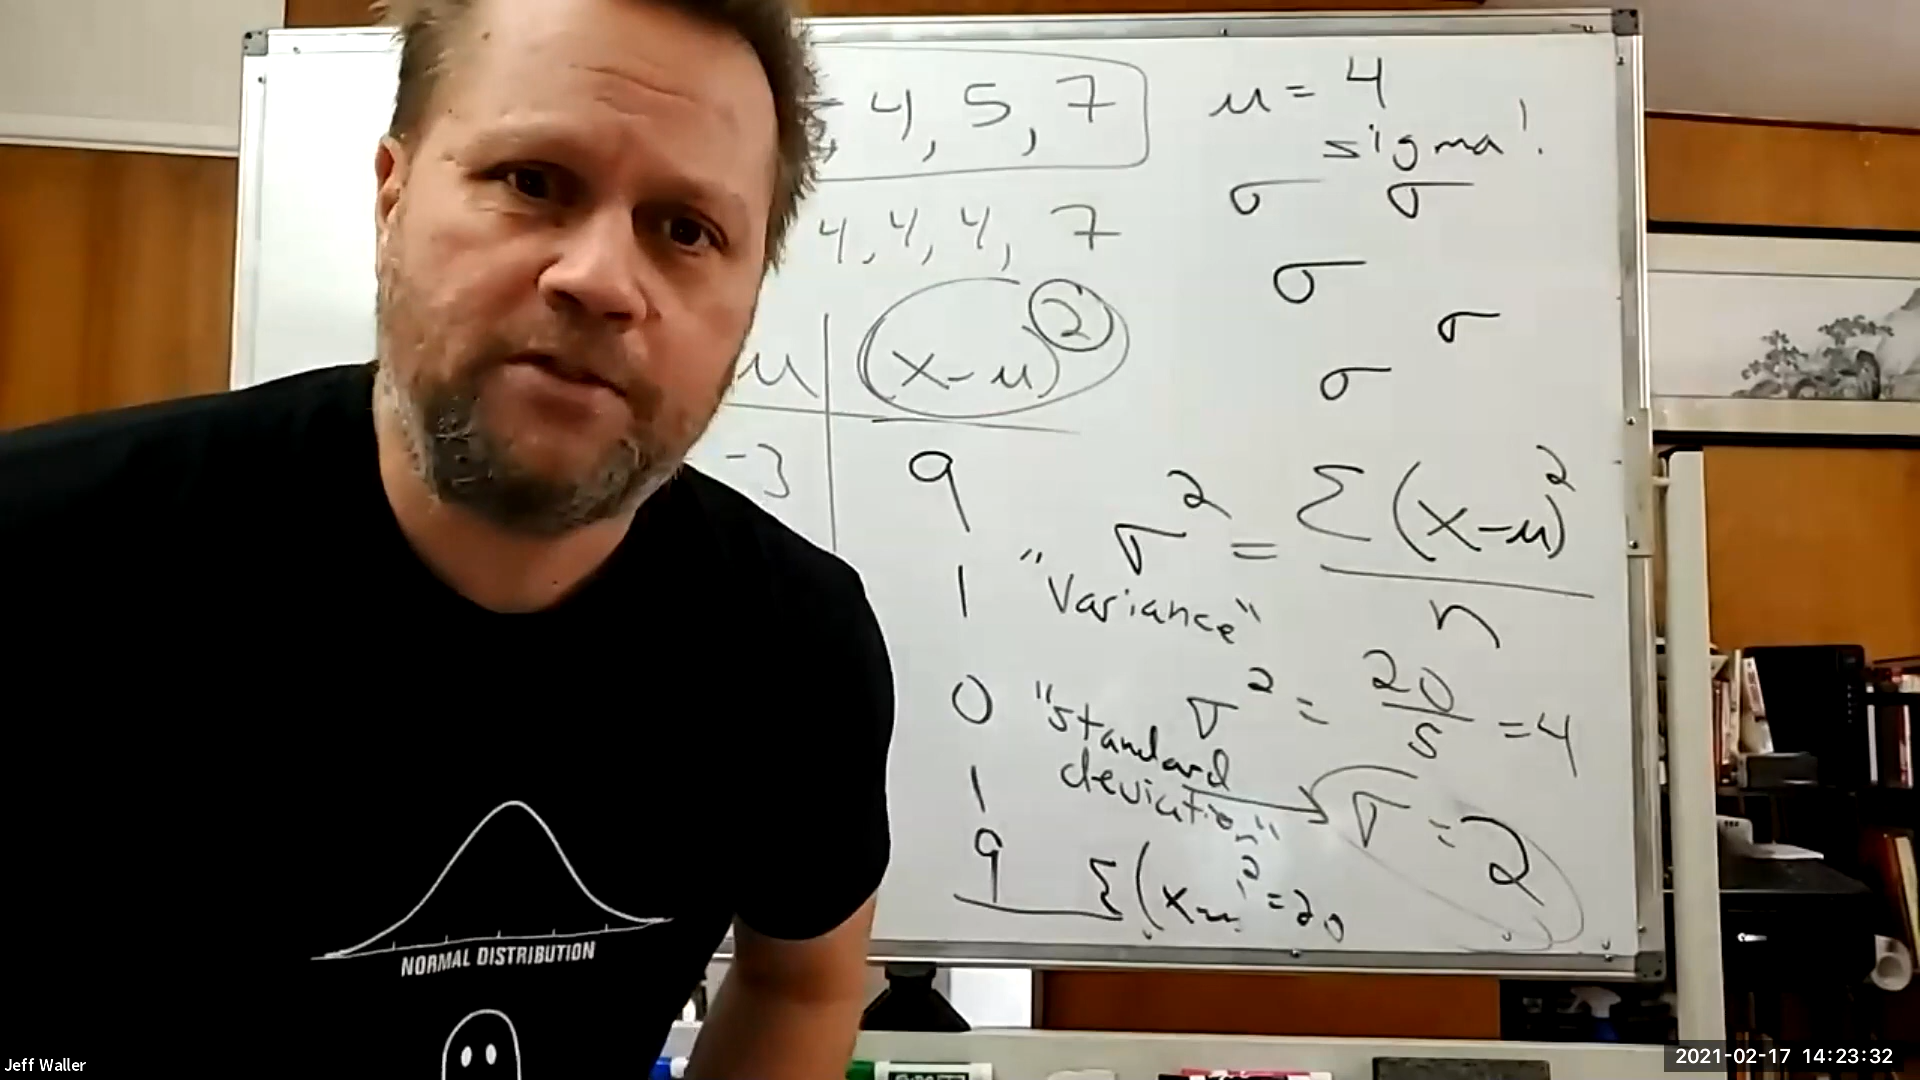 4, 5, 7
μ = 4
sigma!
σ σ
4, 4, 4, 7
σ
σ
μ (x-μ)²
σ
-3 9
σ² = Σ(x-μ)²
n
1 "Variance"
σ² = 20/5 = 4
0 "standard
deviation" → σ = 2
1
9 Σ(x-μ)² = 20
NORMAL DISTRIBUTION
Jeff Waller
2021-02-17 14:23:32